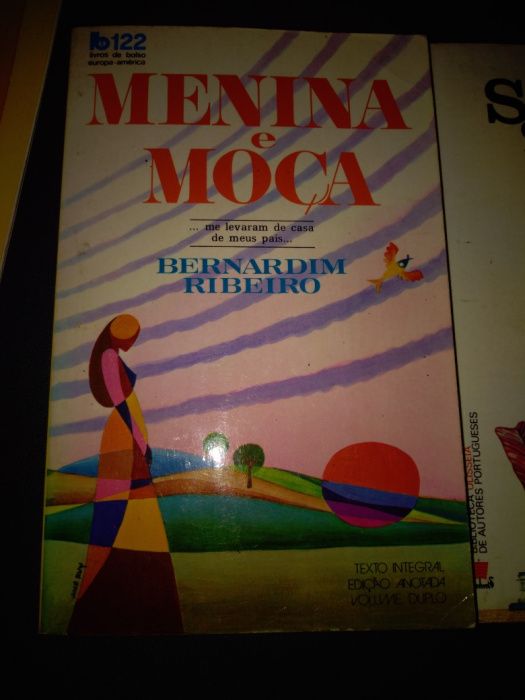 lb122
livros de bolso
europa-américa
MENINA
e
MOÇA
... me levaram de casa
de meus pais...
BERNARDIM
RIBEIRO
TEXTO INTEGRAL
EDIÇÃO ANOTADA
VOLUME DUPLO
S
BIBLIOTECA ULISSEIA
DE AUTORES PORTUGUESES